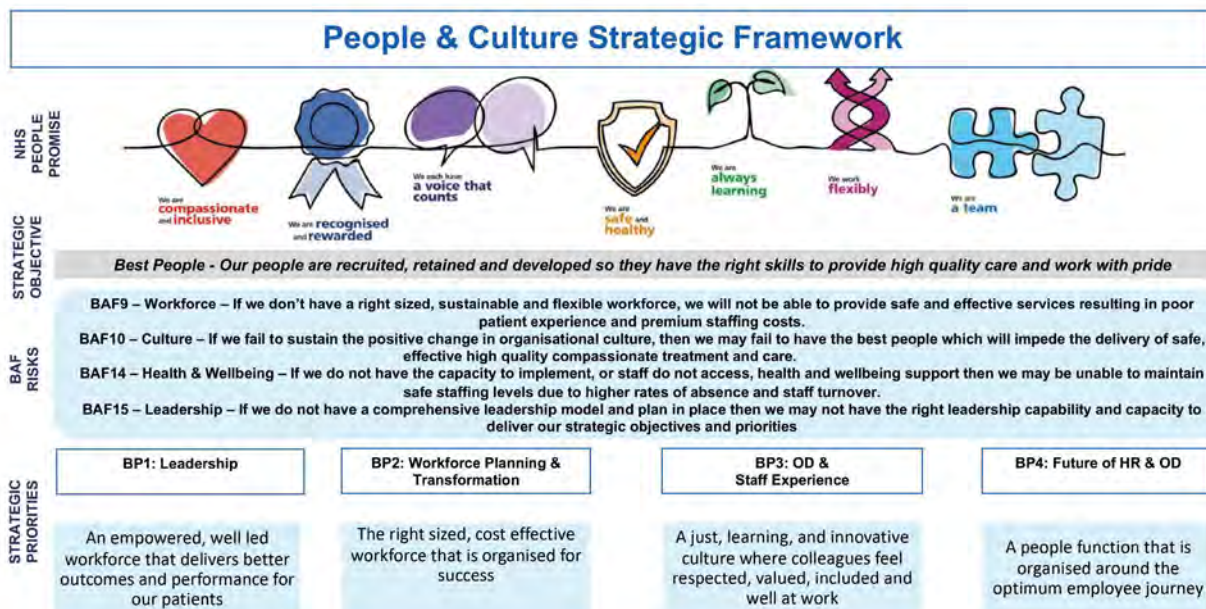 People & Culture Strategic Framework
NHS
PEOPLE
PROMISE
We are
compassionate
and inclusive
We are recognised
and rewarded
We each have
a voice that
counts
We are
safe and
healthy
We are
always
learning
We work
flexibly
We are
a team
STRATEGIC
OBJECTIVE
Best People - Our people are recruited, retained and developed so they have the right skills to provide high quality care and work with pride
BAF
RISKS
BAF9 – Workforce – If we don't have a right sized, sustainable and flexible workforce, we will not be able to provide safe and effective services resulting in poor
patient experience and premium staffing costs.
BAF10 – Culture – If we fail to sustain the positive change in organisational culture, then we may fail to have the best people which will impede the delivery of safe,
effective high quality compassionate treatment and care.
BAF14 – Health & Wellbeing – If we do not have the capacity to implement, or staff do not access, health and wellbeing support then we may be unable to maintain
safe staffing levels due to higher rates of absence and staff turnover.
BAF15 – Leadership – If we do not have a comprehensive leadership model and plan in place then we may not have the right leadership capability and capacity to
deliver our strategic objectives and priorities
STRATEGIC
PRIORITIES
BP1: Leadership
An empowered, well led
workforce that delivers better
outcomes and performance for
our patients
BP2: Workforce Planning &
Transformation
The right sized, cost effective
workforce that is organised for
success
BP3: OD &
Staff Experience
A just, learning, and innovative
culture where colleagues feel
respected, valued, included and
well at work
BP4: Future of HR & OD
A people function that is
organised around the
optimum employee journey